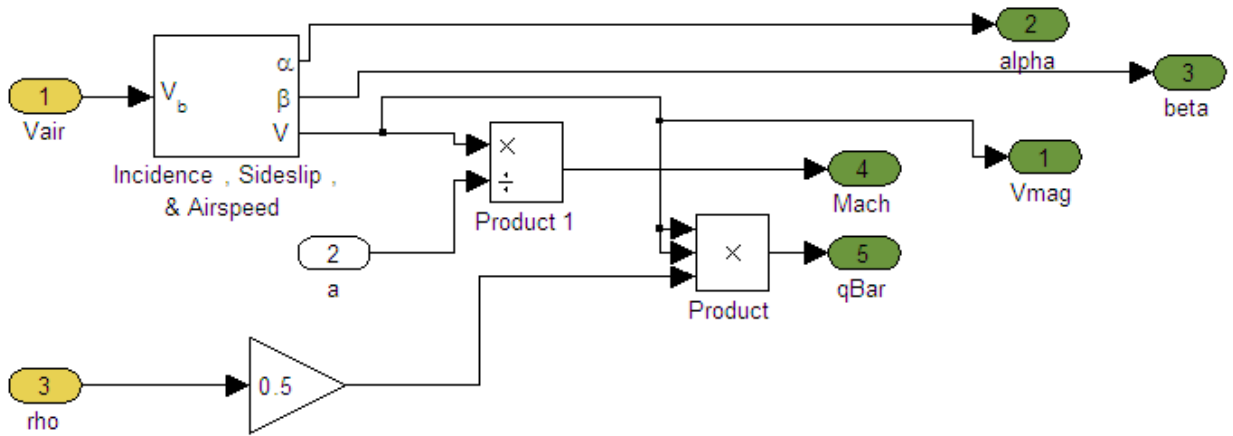 2
alpha
α
3
beta
1
Vair
V_b
β
V
Incidence , Sideslip ,
& Airspeed
×
÷
Product 1
4
Mach
1
Vmag
2
a
×
Product
5
qBar
3
rho
0.5